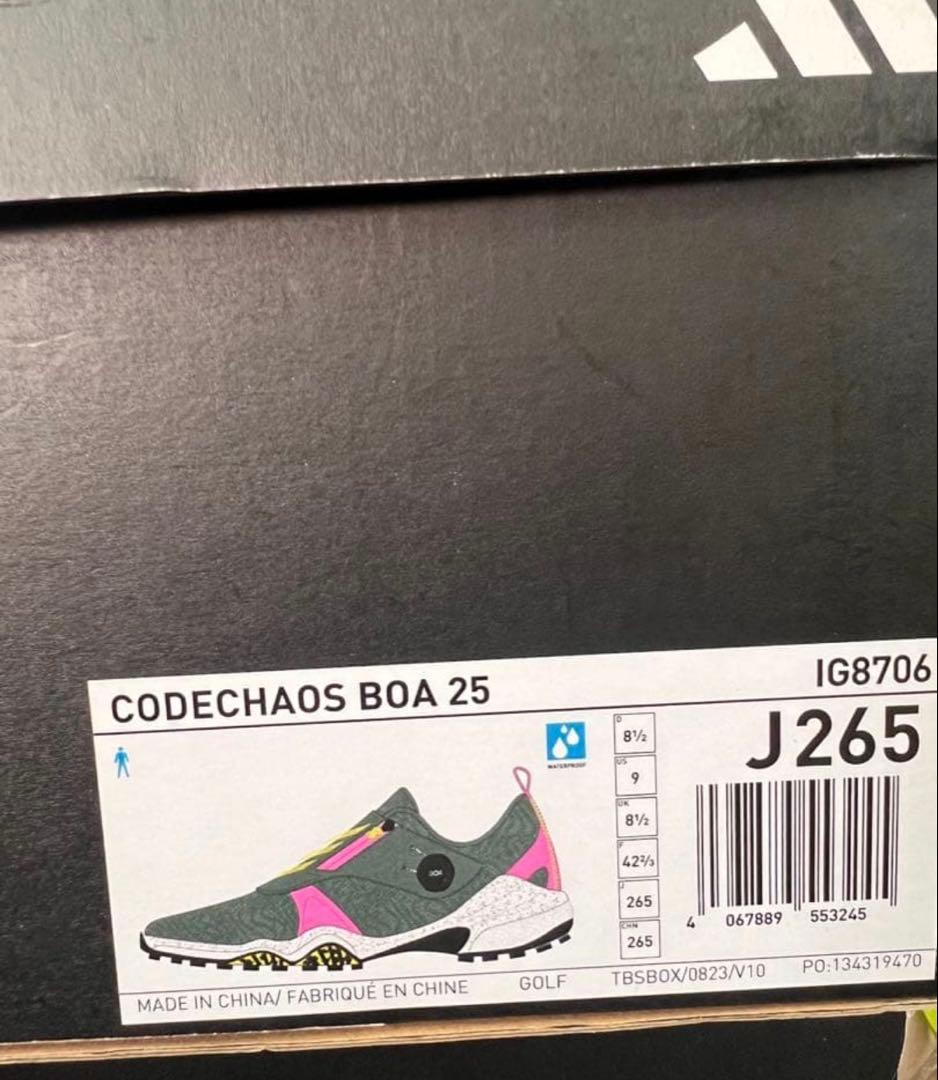 CODECHAOS BOA 25
IG8706
J265
WATERPROOF
D
8½
US
9
UK
8½
F
42⅔
J
265
CHN
265
BOA
4 067889 553245
MADE IN CHINA/ FABRIQUÉ EN CHINE
GOLF
TBSBOX/0823/V10
PO:134319470